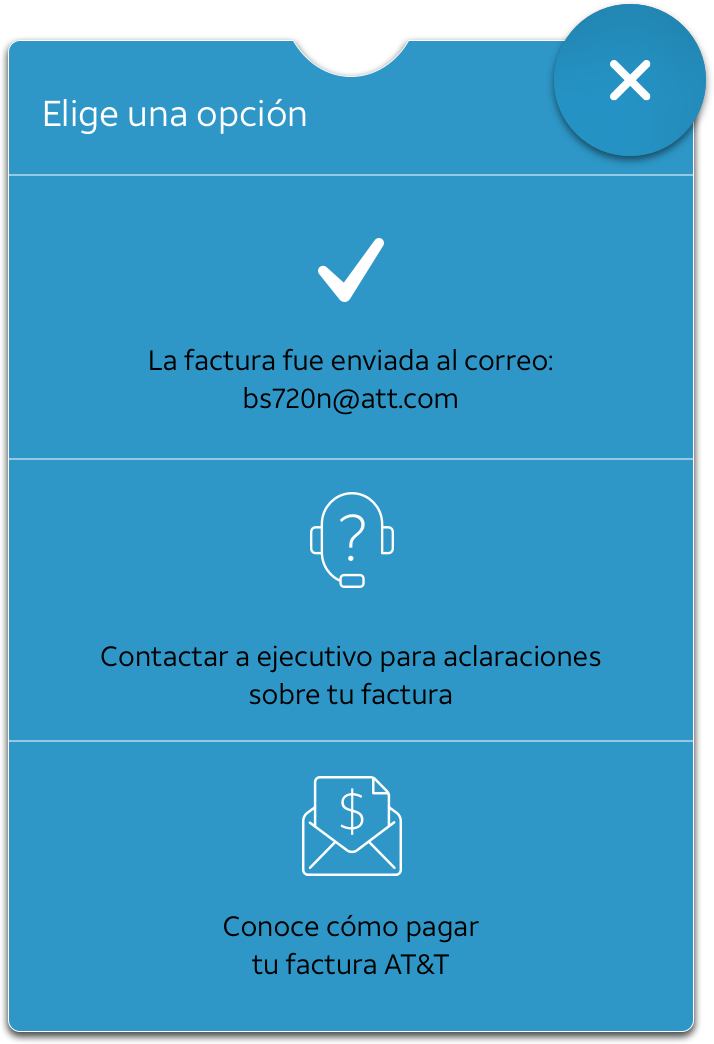 Elige una opción
La factura fue enviada al correo:
bs720n@att.com
?
Contactar a ejecutivo para aclaraciones
sobre tu factura
$
Conoce cómo pagar
tu factura AT&T